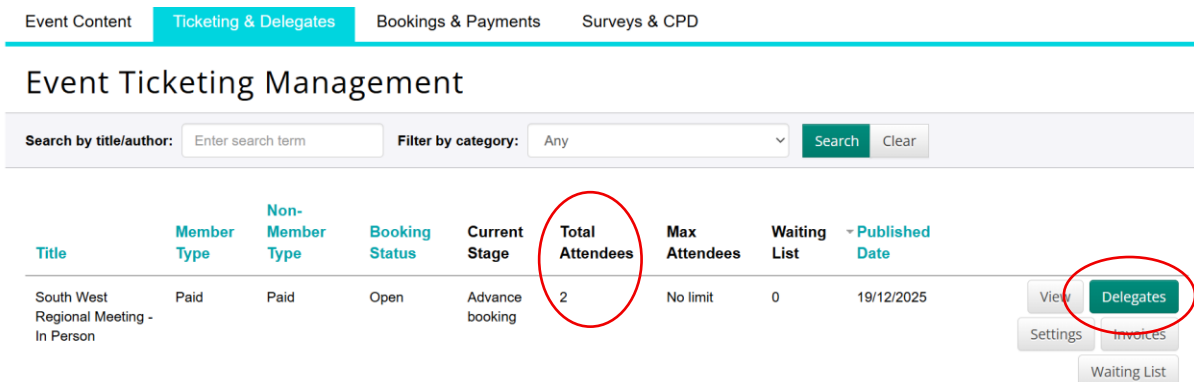 Event Content Ticketing & Delegates Bookings & Payments Surveys & CPD
Event Ticketing Management
Search by title/author: Enter search term Filter by category: Any Search Clear
Title Member Type Non-Member Type Booking Status Current Stage Total Attendees Max Attendees Waiting List Published Date
South West Paid Paid Open Advance 2 No limit 0 19/12/2025 View Delegates
Regional Meeting - booking
In Person
Settings Invoices
Waiting List